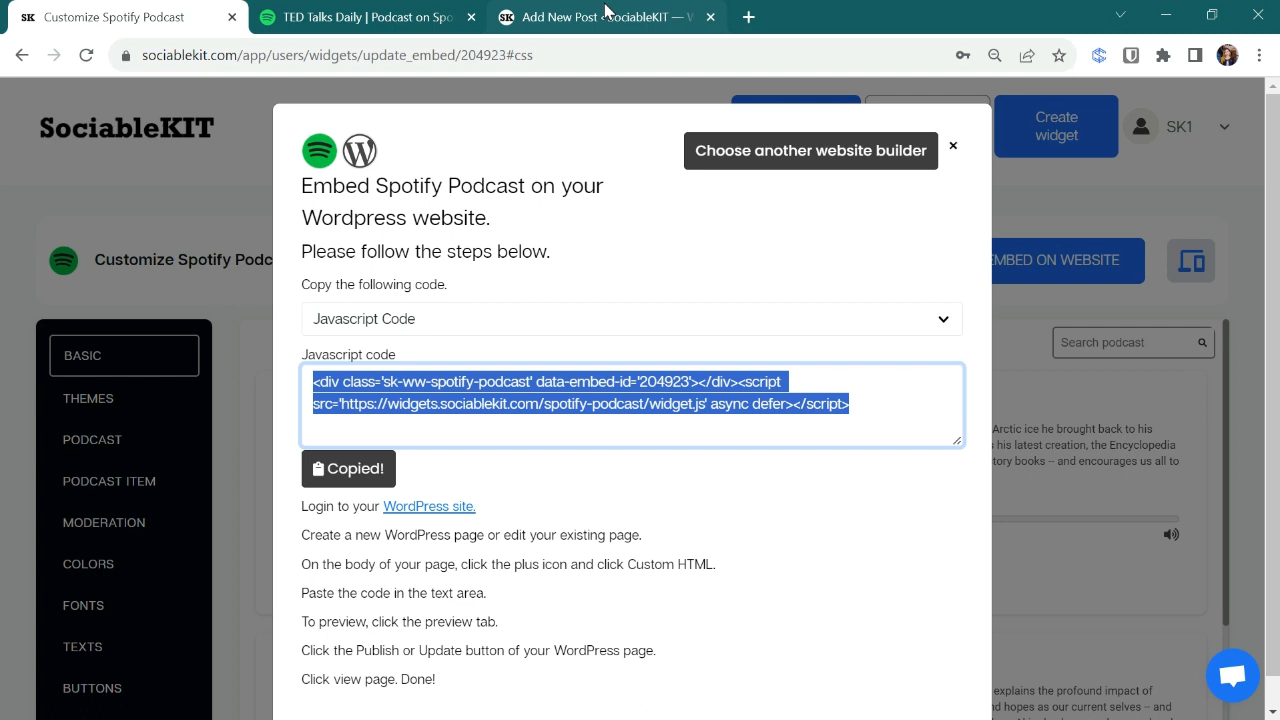 SK Customize Spotify Podcast
TED Talks Daily | Podcast on Spo
SK Add New Post
sociablekit.com/app/users/widgets/update_embed/204923#css
SociableKIT
Create
widget
SK1
Customize Spotify Podc
EMBED ON WEBSITE
BASIC
THEMES
PODCAST
PODCAST ITEM
MODERATION
COLORS
FONTS
TEXTS
BUTTONS
Choose another website builder
Embed Spotify Podcast on your
Wordpress website.
Please follow the steps below.
Copy the following code.
Javascript Code
Javascript code
<div class='sk-ww-spotify-podcast' data-embed-id='204923'></div><script
src='https://widgets.sociablekit.com/spotify-podcast/widget.js' async defer></script>
Copied!
Login to your WordPress site.
Create a new WordPress page or edit your existing page.
On the body of your page, click the plus icon and click Custom HTML.
Paste the code in the text area.
To preview, click the preview tab.
Click the Publish or Update button of your WordPress page.
Click view page. Done!
Search podcast
Arctic ice he brought back to his
his latest creation, the Encyclopedia
tory books – and encourages us all to
explains the profound impact of
nd hopes as our current selves – and